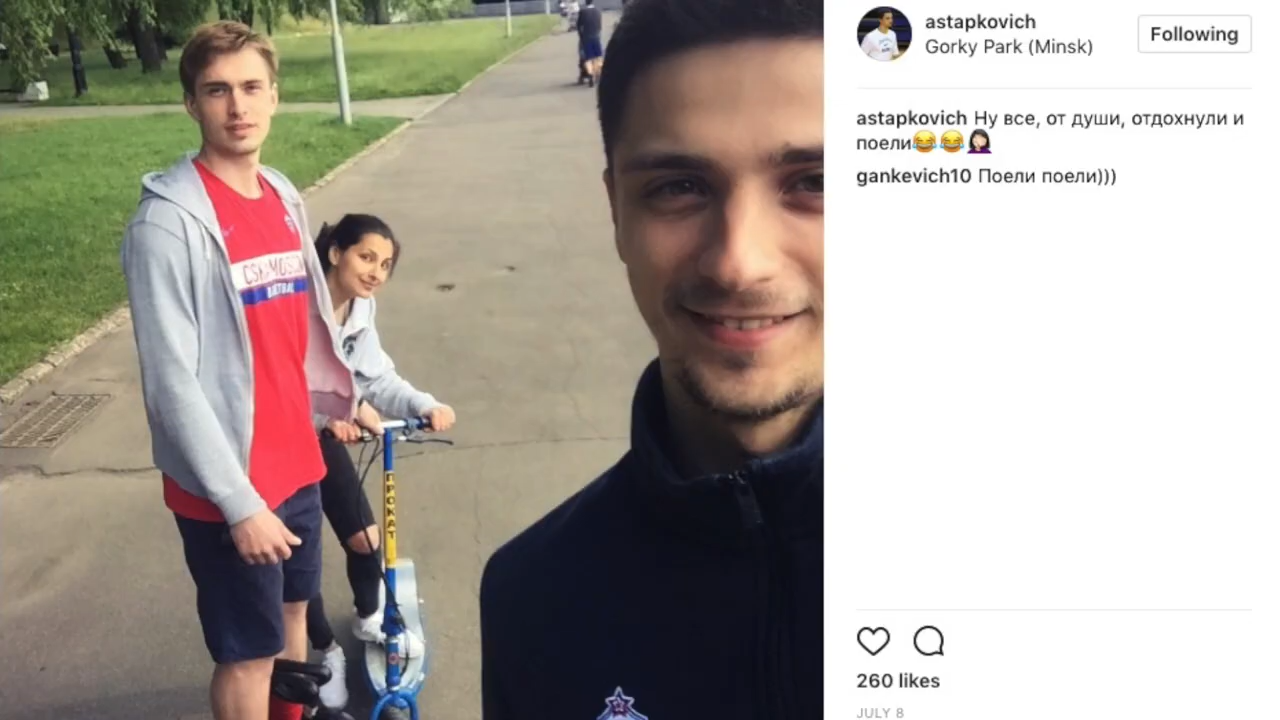 astapkovich
Gorky Park (Minsk)
Following
astapkovich Ну все, от души, отдохнули и
поели😂😂🤦🏻‍♀️
gankevich10 Поели поели)))
CSKA MOSCOW
ПРОКАТ
260 likes
JULY 8